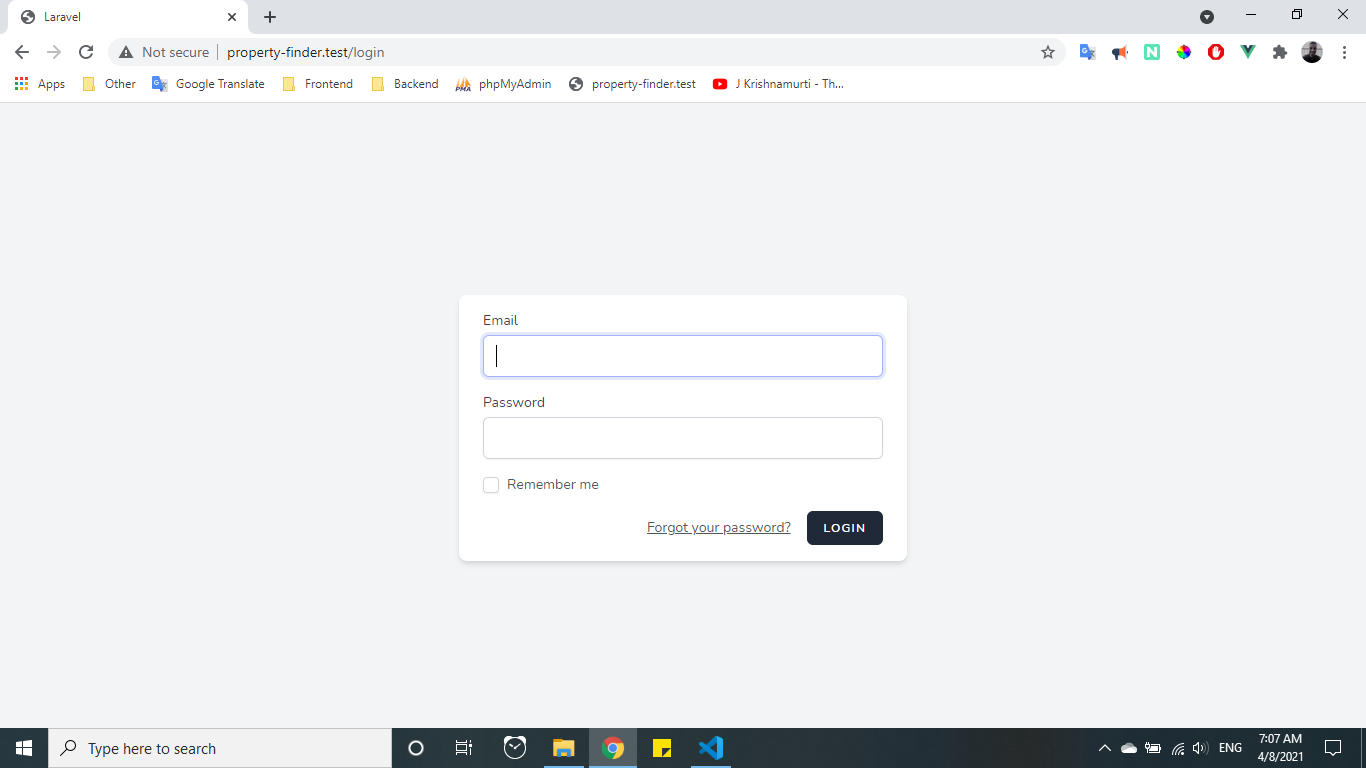 Laravel
Not secure property-finder.test/login
Apps Other Google Translate Frontend Backend phpMyAdmin property-finder.test J Krishnamurti - Th...
Email
Password
Remember me
Forgot your password? LOGIN
Type here to search
ENG
7:07 AM
4/8/2021